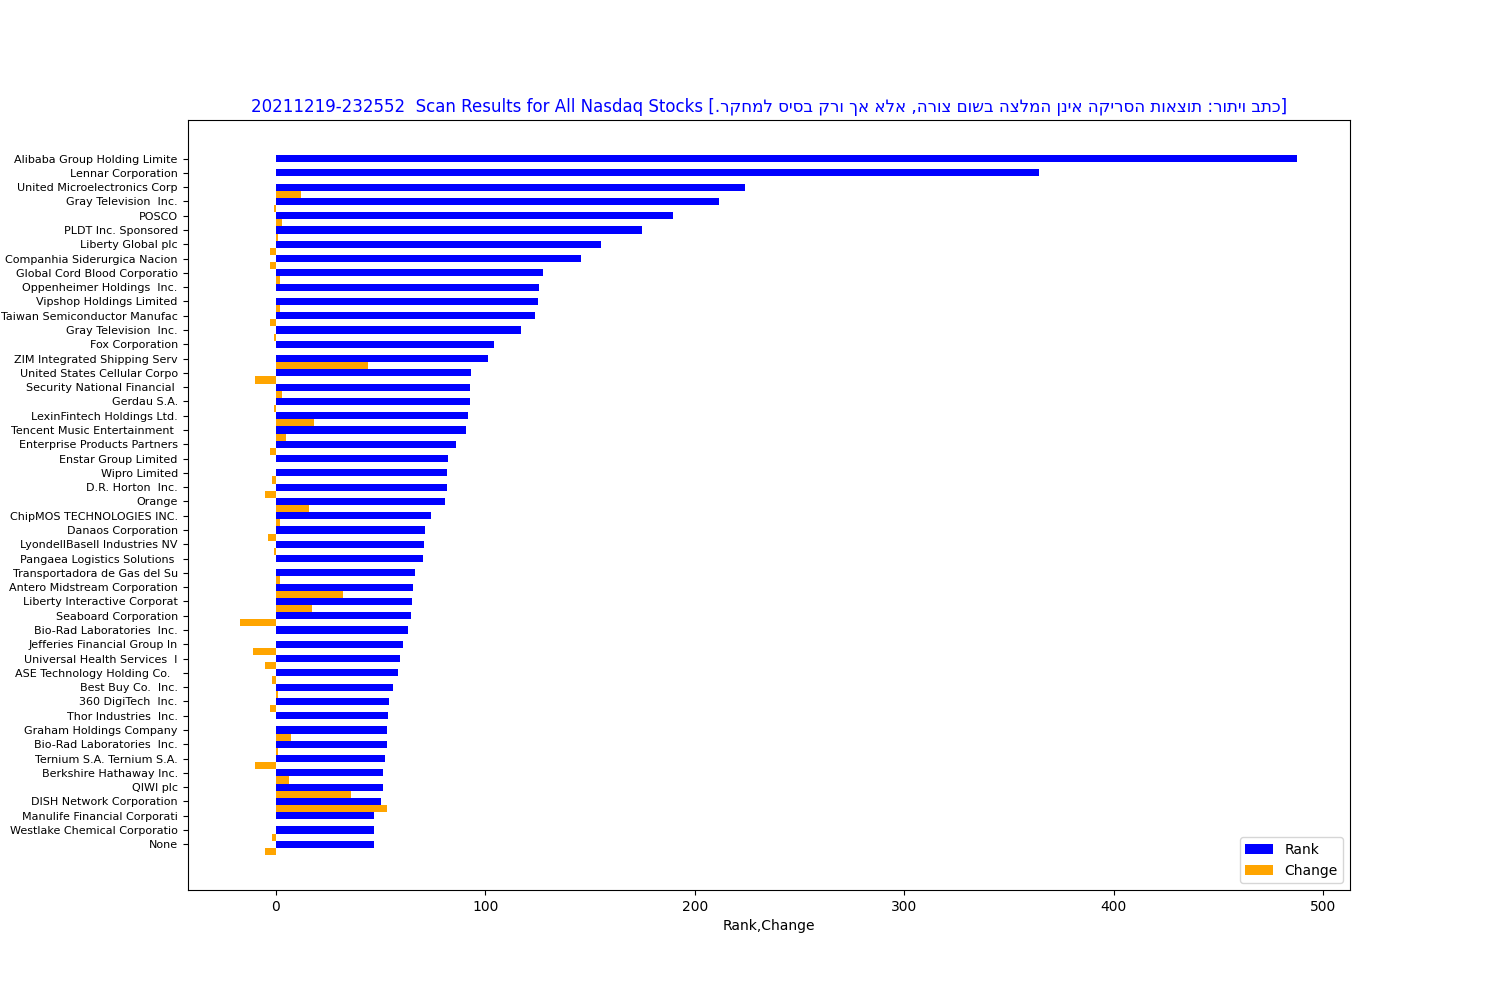 20211219-232552  Scan Results for All Nasdaq Stocks [כתב ויתור: תוצאות הסריקה אינן המלצה בשום צורה, אלא אך ורק בסיס למחקר.]
Alibaba Group Holding Limite
Lennar Corporation
United Microelectronics Corp
Gray Television  Inc.
POSCO
PLDT Inc. Sponsored
Liberty Global plc
Companhia Siderurgica Nacion
Global Cord Blood Corporatio
Oppenheimer Holdings  Inc.
Vipshop Holdings Limited
Taiwan Semiconductor Manufac
Gray Television  Inc.
Fox Corporation
ZIM Integrated Shipping Serv
United States Cellular Corpo
Security National Financial
Gerdau S.A.
LexinFintech Holdings Ltd.
Tencent Music Entertainment
Enterprise Products Partners
Enstar Group Limited
Wipro Limited
D.R. Horton  Inc.
Orange
ChipMOS TECHNOLOGIES INC.
Danaos Corporation
LyondellBasell Industries NV
Pangaea Logistics Solutions
Transportadora de Gas del Su
Antero Midstream Corporation
Liberty Interactive Corporat
Seaboard Corporation
Bio-Rad Laboratories  Inc.
Jefferies Financial Group In
Universal Health Services  I
ASE Technology Holding Co.
Best Buy Co.  Inc.
360 DigiTech  Inc.
Thor Industries  Inc.
Graham Holdings Company
Bio-Rad Laboratories  Inc.
Ternium S.A. Ternium S.A.
Berkshire Hathaway Inc.
QIWI plc
DISH Network Corporation
Manulife Financial Corporati
Westlake Chemical Corporatio
None
Rank
Change
0 100 200 300 400 500
Rank,Change